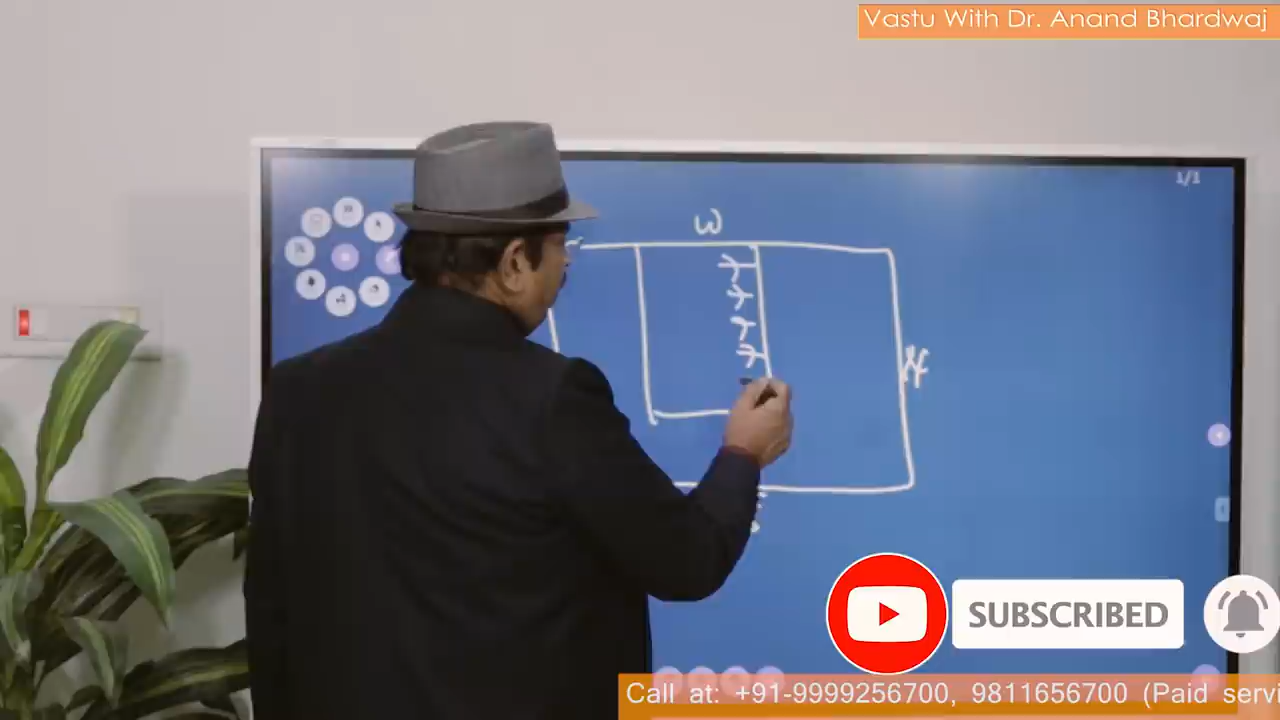 Vastu With Dr. Anand Bhardwaj
1/1
W
N
SUBSCRIBED
Call at: +91-9999256700, 9811656700 (Paid servi